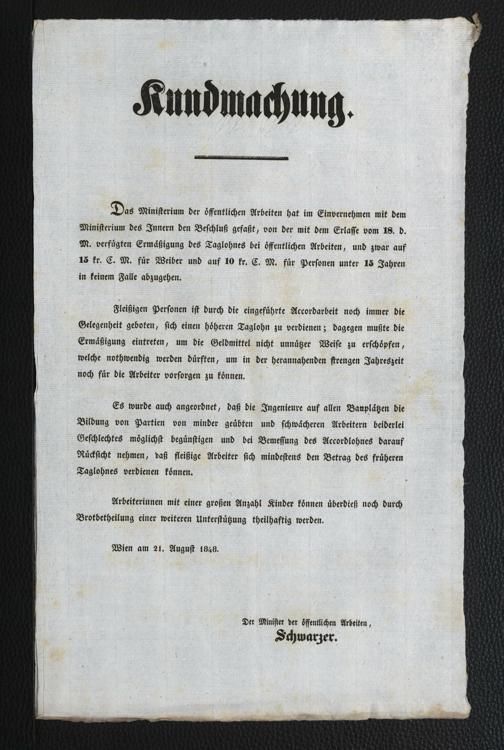 Kundmachung.
Das Ministerium der öffentlichen Arbeiten hat im Einvernehmen mit dem
Ministerium des Innern den Beschluß gefaßt, von der mit dem Erlasse vom 18. d.
M. verfügten Ermäßigung des Taglohnes bei öffentlichen Arbeiten, und zwar auf
15 kr. C. M. für Weiber und auf 10 kr. C. M. für Personen unter 15 Jahren
in keinem Falle abzugehen.
Fleißigen Personen ist durch die eingeführte Accordarbeit noch immer die
Gelegenheit geboten, sich einen höheren Taglohn zu verdienen; dagegen mußte die
Ermäßigung eintreten, um die Geldmittel nicht unnützer Weise zu erschöpfen,
welche nothwendig werden dürften, um in der herannahenden strengen Jahreszeit
noch für die Arbeiter vorsorgen zu können.
Es wurde auch angeordnet, daß die Ingenieure auf allen Bauplätzen die
Bildung von Partien von minder geübten und schwächeren Arbeitern beiderlei
Geschlechtes möglichst begünstigen und bei Bemessung des Accordlohnes darauf
Rücksicht nehmen, daß fleißige Arbeiter sich mindestens den Betrag des früheren
Taglohnes verdienen können.
Arbeiterinnen mit einer großen Anzahl Kinder können überdieß noch durch
Brotbetheilung einer weiteren Unterstützung theilhaftig werden.
Wien am 21. August 1848.
Der Minister der öffentlichen Arbeiten,
Schwarzer.